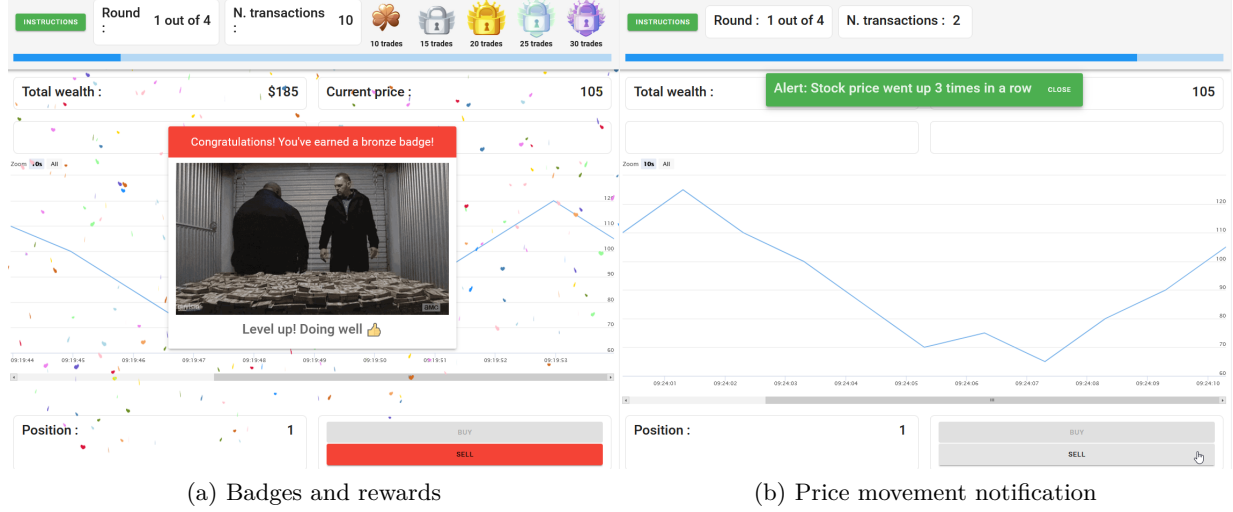 INSTRUCTIONS
Round : 1 out of 4
N. transactions : 10
10 trades 15 trades 20 trades 25 trades 30 trades
Total wealth : $185
Current price : 105
Congratulations! You've earned a bronze badge!
Zoom All
110
100
90
80
70
60
Level up! Doing well
09:19:44 09:19:45 09:19:46 09:19:47 09:19:48 09:19:49 09:19:50 09:19:51 09:19:52 09:19:53
Position : 1
BUY
SELL
(a) Badges and rewards
INSTRUCTIONS
Round : 1 out of 4
N. transactions : 2
Alert: Stock price went up 3 times in a row CLOSE
Total wealth :
105
Zoom 10s All
120
110
100
90
80
70
60
09:24:01 09:24:02 09:24:03 09:24:04 09:24:05 09:24:06 09:24:07 09:24:08 09:24:09 09:24:10
Position : 1
BUY
SELL
(b) Price movement notification